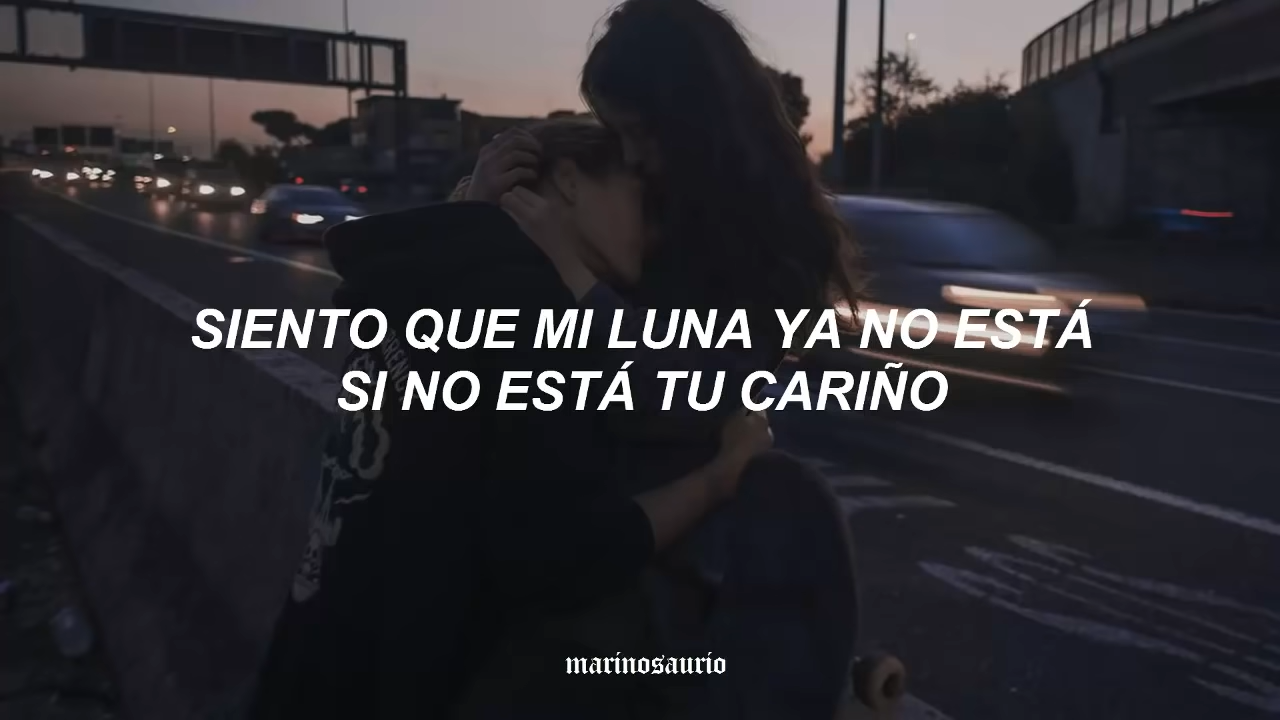 SIENTO QUE MI LUNA YA NO ESTÁ
SI NO ESTÁ TU CARIÑO
marinosaurio